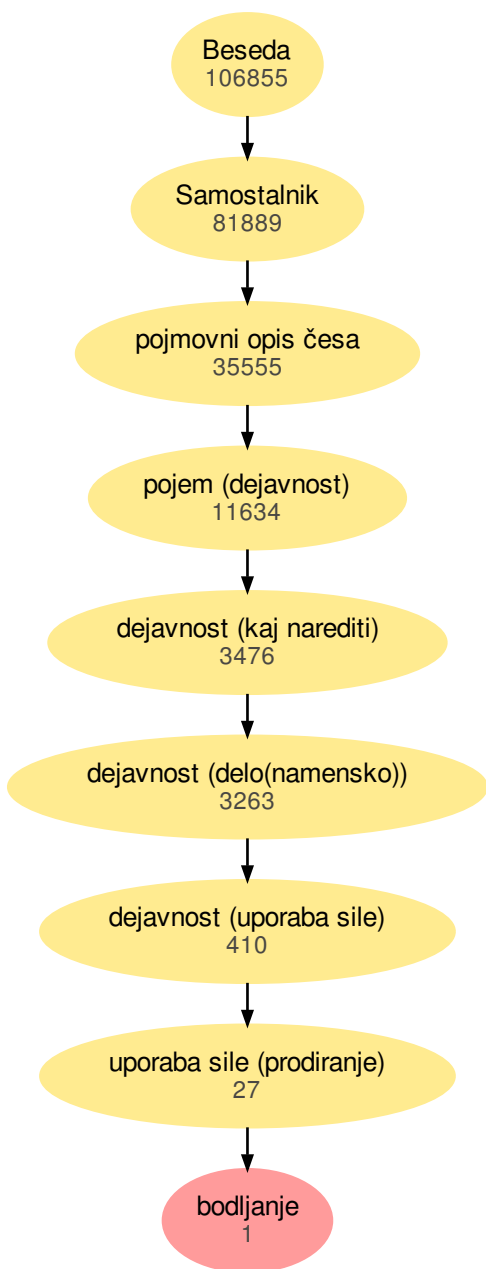 Beseda
106855
Samostalnik
81889
pojmovni opis česa
35555
pojem (dejavnost)
11634
dejavnost (kaj narediti)
3476
dejavnost (delo(namensko))
3263
dejavnost (uporaba sile)
410
uporaba sile (prodiranje)
27
bodljanje
1